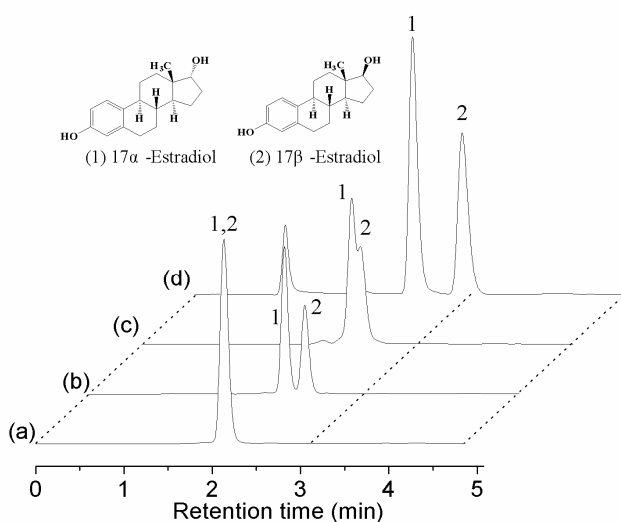 OH
H₃C
H
H
H
HO
(1) 17α -Estradiol
OH
H₃C
H
H
H
HO
(2) 17β -Estradiol
1
2
1
2
1,2
1
2
(d)
(c)
(b)
(a)
0 1 2 3 4 5
Retention time (min)